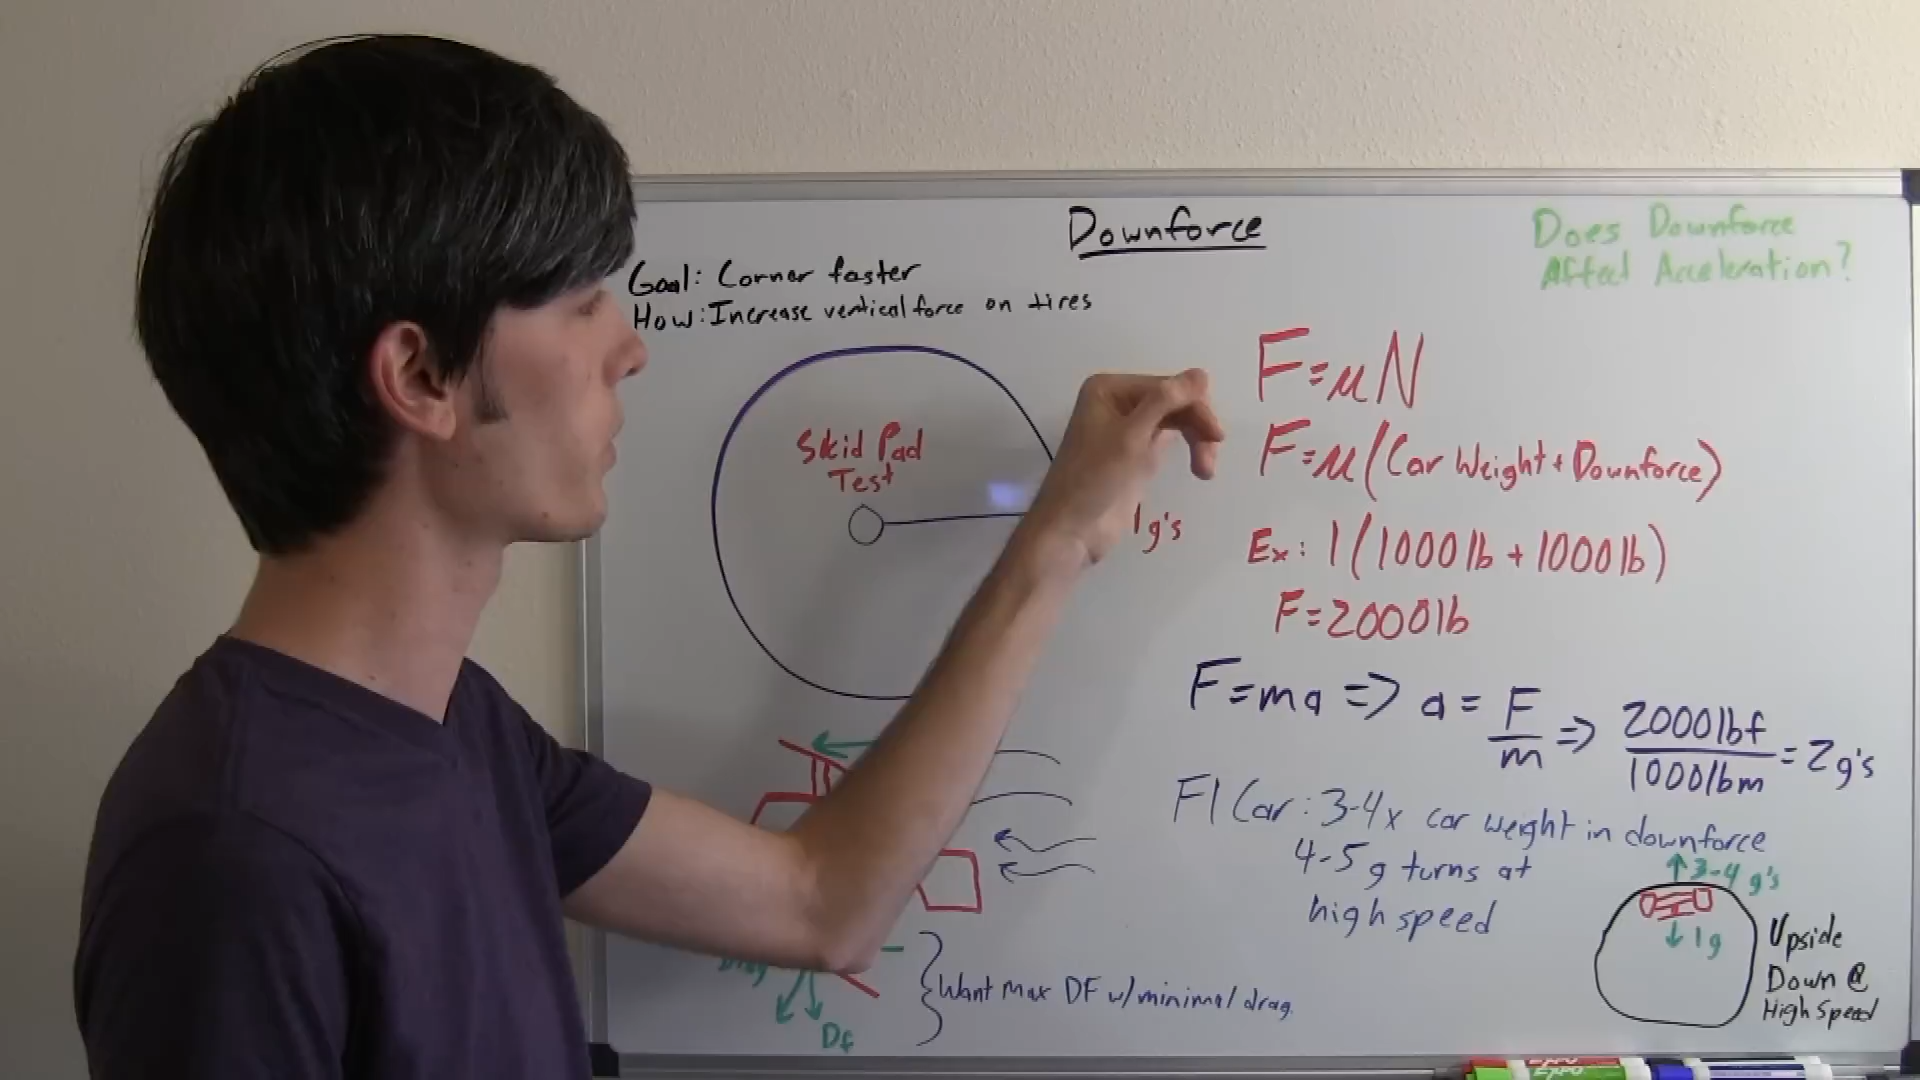 Downforce
Does Downforce
Affect Acceleration?
Goal: Corner faster
How: Increase vertical force on tires
Skid Pad
Test
1g's
F=μN
F=μ(Car Weight + Downforce)
Ex: 1(1000lb + 1000lb)
F=2000lb
F=ma => a = F/m => 2000lbf/1000lbm = 2g's
F1 Car: 3-4x car weight in downforce
4-5g turns at
high speed
↑3-4 g's
↓1g
Upside
Down @
High Speed
Drag
Df
Want Max DF w/minimal drag.
EXPO
EXPO